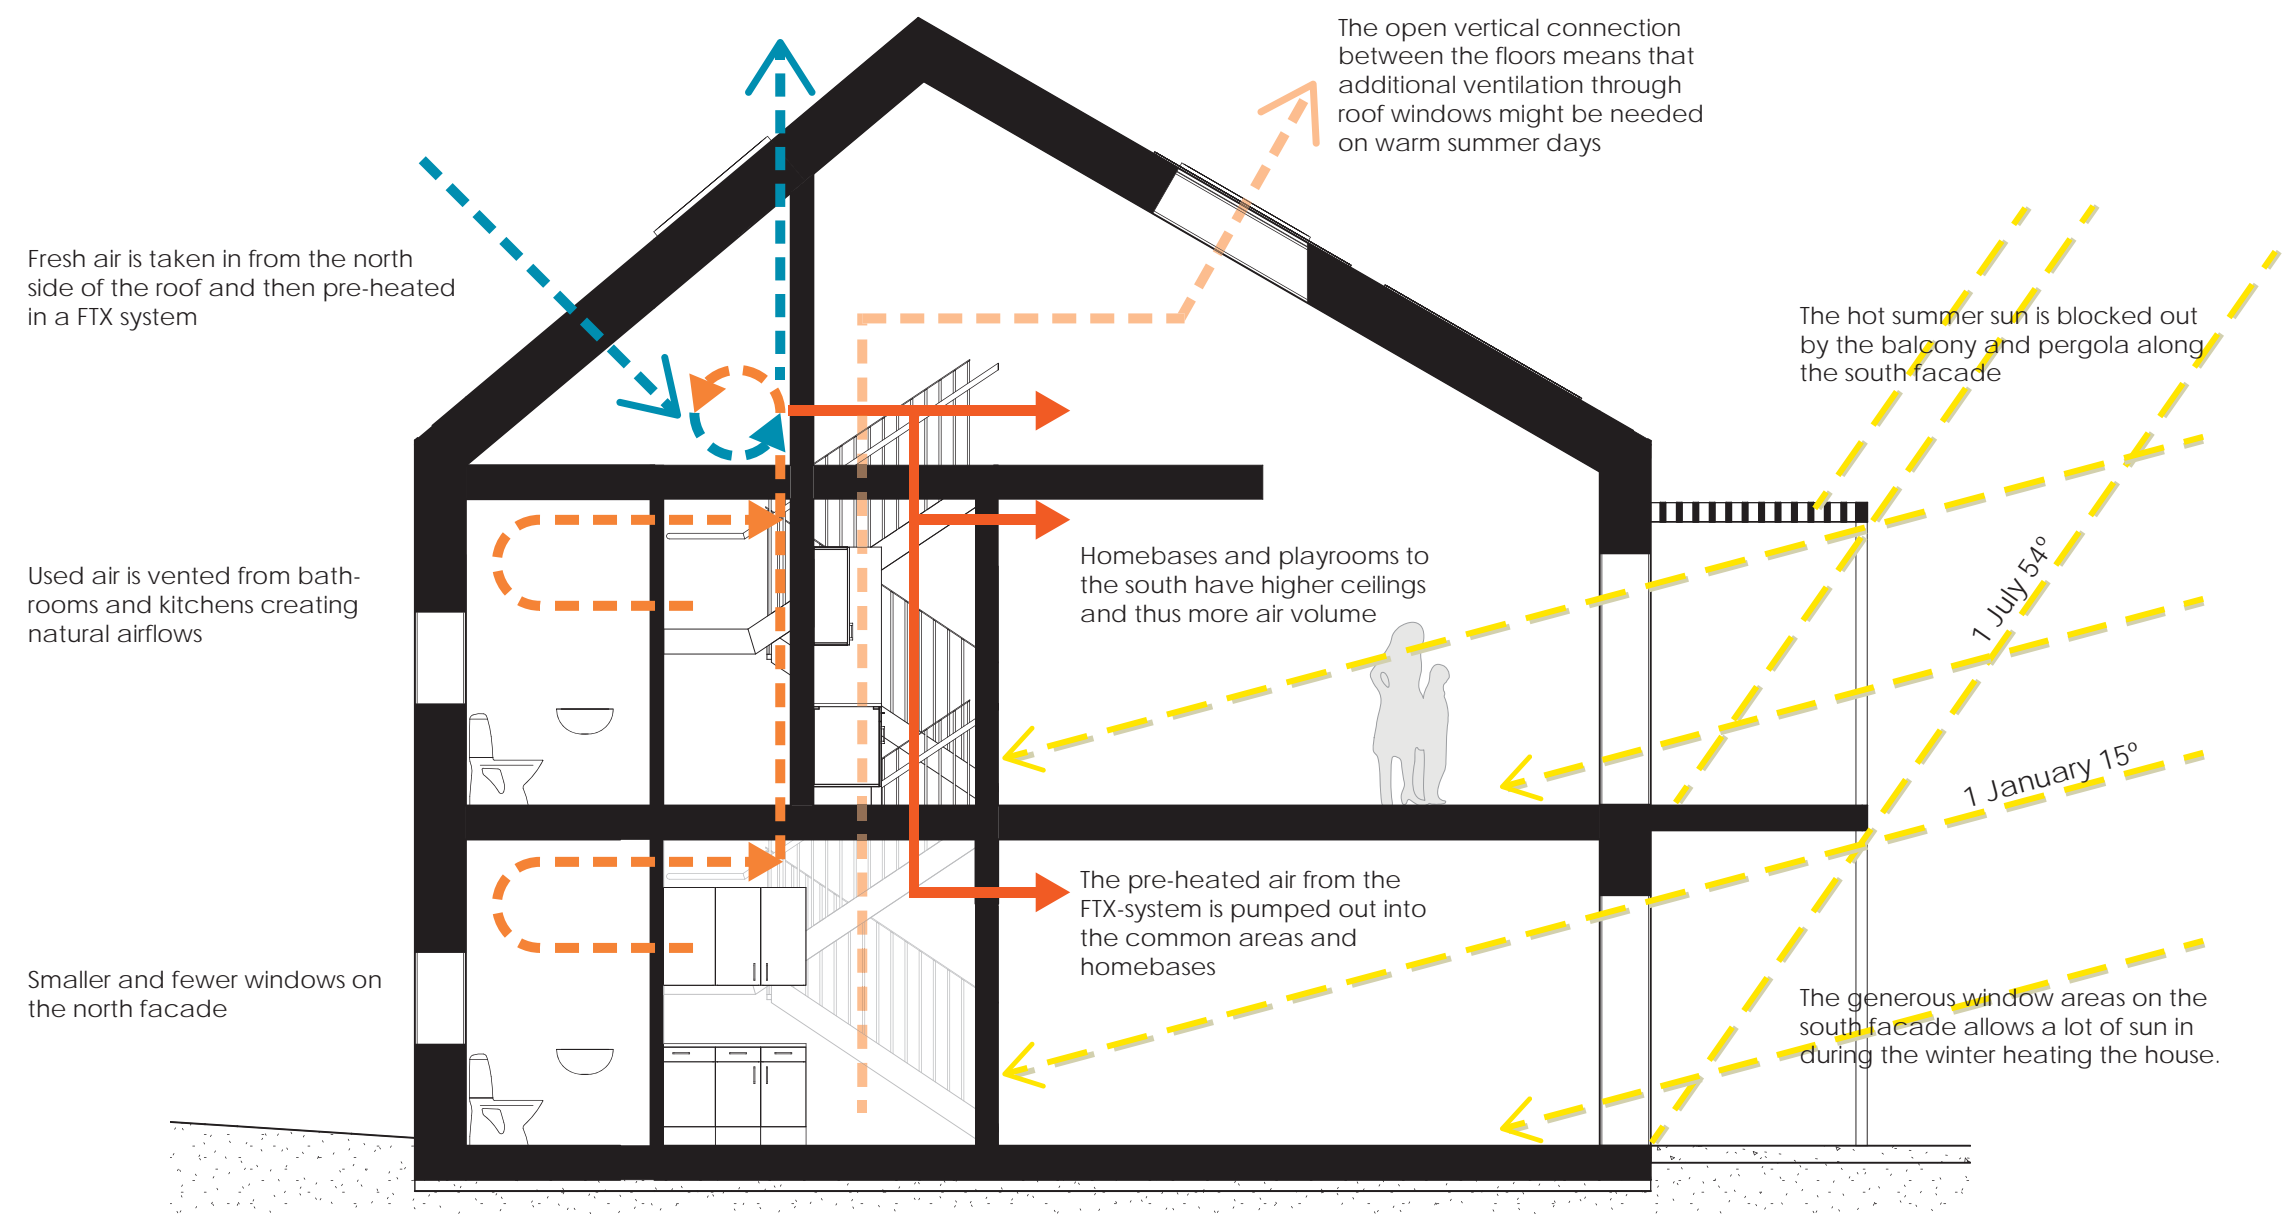 The open vertical connection
between the floors means that
additional ventilation through
roof windows might be needed
on warm summer days
Fresh air is taken in from the north
side of the roof and then pre-heated
in a FTX system
The hot summer sun is blocked out
by the balcony and pergola along
the south facade
Used air is vented from bath-
rooms and kitchens creating
natural airflows
Homebases and playrooms to
the south have higher ceilings
and thus more air volume
1 July 54º
1 January 15º
The pre-heated air from the
FTX-system is pumped out into
the common areas and
homebases
Smaller and fewer windows on
the north facade
The generous window areas on the
south facade allows a lot of sun in
during the winter heating the house.